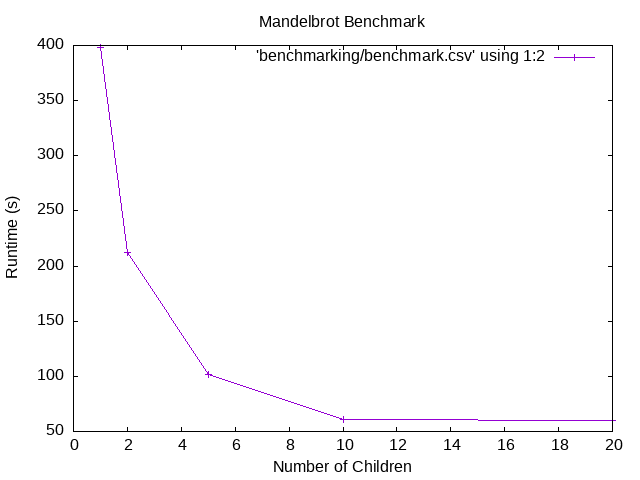 Mandelbrot Benchmark
'benchmarking/benchmark.csv' using 1:2
400
350
300
250
200
150
100
50
Runtime (s)
0 2 4 6 8 10 12 14 16 18 20
Number of Children